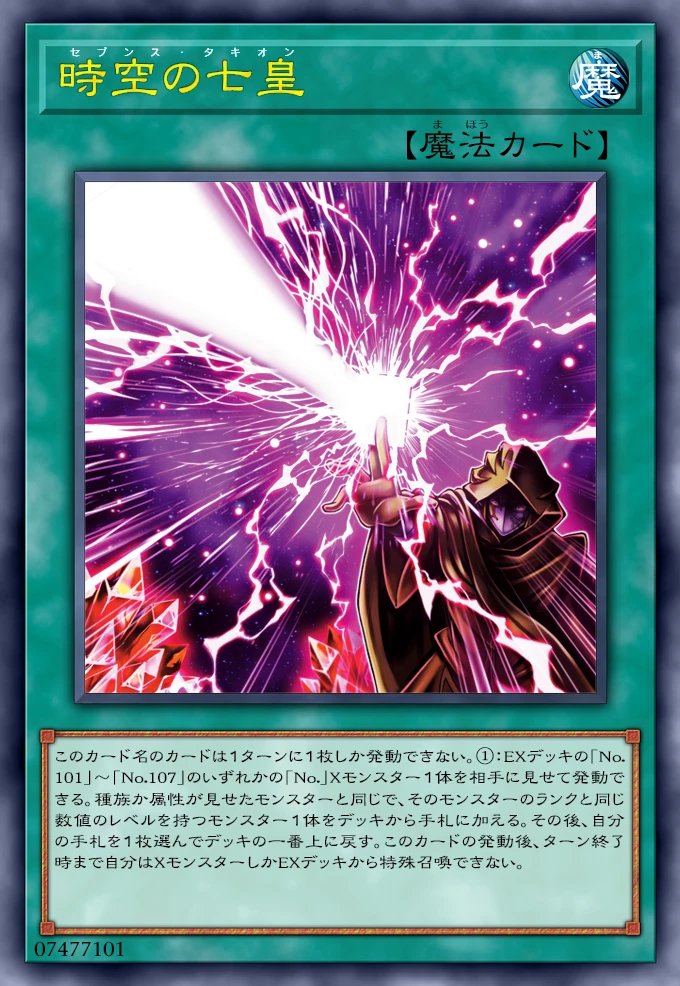 セブンス・タキオン
時空の七皇
ま
魔
ま ほう
【魔法カード】
このカード名のカードは１ターンに１枚しか発動できない。①：EXデッキの「No.
101」～「No.107」のいずれかの「No.」Xモンスター１体を相手に見せて発動で
きる。種族か属性が見せたモンスターと同じで、そのモンスターのランクと同じ
数値のレベルを持つモンスター１体をデッキから手札に加える。その後、自分
の手札を１枚選んでデッキの一番上に戻す。このカードの発動後、ターン終了
時まで自分はXモンスターしかEXデッキから特殊召喚できない。
07477101